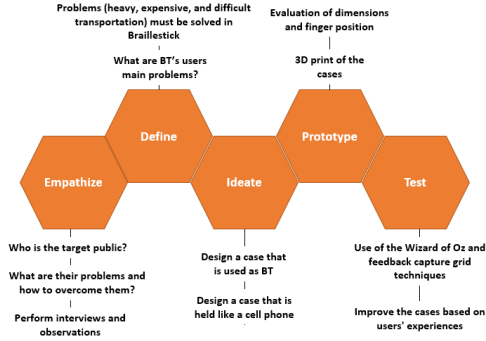 Problems (heavy, expensive, and difficult
transportation) must be solved in
Braillestick
What are BT's users
main problems?
Evaluation of dimensions
and finger position
3D print of the
cases
Define
Prototype
Empathize
Ideate
Test
Who is the target public?
What are their problems and
how to overcome them?
Perform interviews and
observations
Design a case that
is used as BT
Design a case that is
held like a cell phone
Use of the Wizard of Oz and
feedback capture grid
techniques
Improve the cases based on
users' experiences